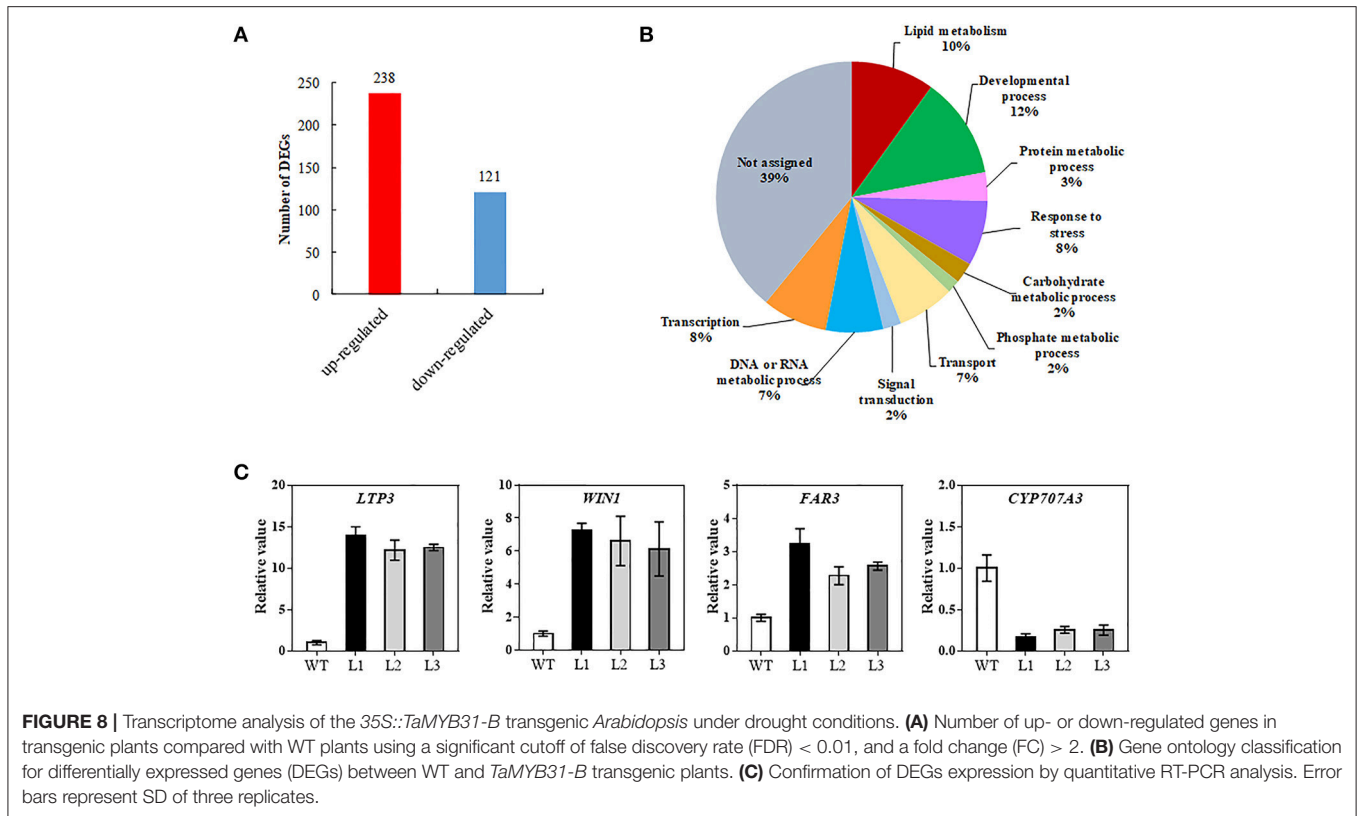 A
Number of DEGs
250
200
150
100
50
0
238
121
up-regulated
down-regulated
B
Lipid metabolism
10%
Developmental
process
12%
Protein metabolic
process
3%
Response to
stress
8%
Carbohydrate
metabolic process
2%
Phosphate metabolic
process
2%
Transport
7%
Signal
transduction
2%
DNA or RNA
metabolic process
7%
Transcription
8%
Not assigned
39%
C
LTP3
Relative value
20
15
10
5
0
WT L1 L2 L3
WIN1
Relative value
10
8
6
4
2
0
WT L1 L2 L3
FAR3
Relative value
5
4
3
2
1
0
WT L1 L2 L3
CYP707A3
Relative value
2.0
1.5
1.0
0.5
0.0
WT L1 L2 L3
FIGURE 8 | Transcriptome analysis of the 35S::TaMYB31-B transgenic Arabidopsis under drought conditions. (A) Number of up- or down-regulated genes in
transgenic plants compared with WT plants using a significant cutoff of false discovery rate (FDR) < 0.01, and a fold change (FC) > 2. (B) Gene ontology classification
for differentially expressed genes (DEGs) between WT and TaMYB31-B transgenic plants. (C) Confirmation of DEGs expression by quantitative RT-PCR analysis. Error
bars represent SD of three replicates.